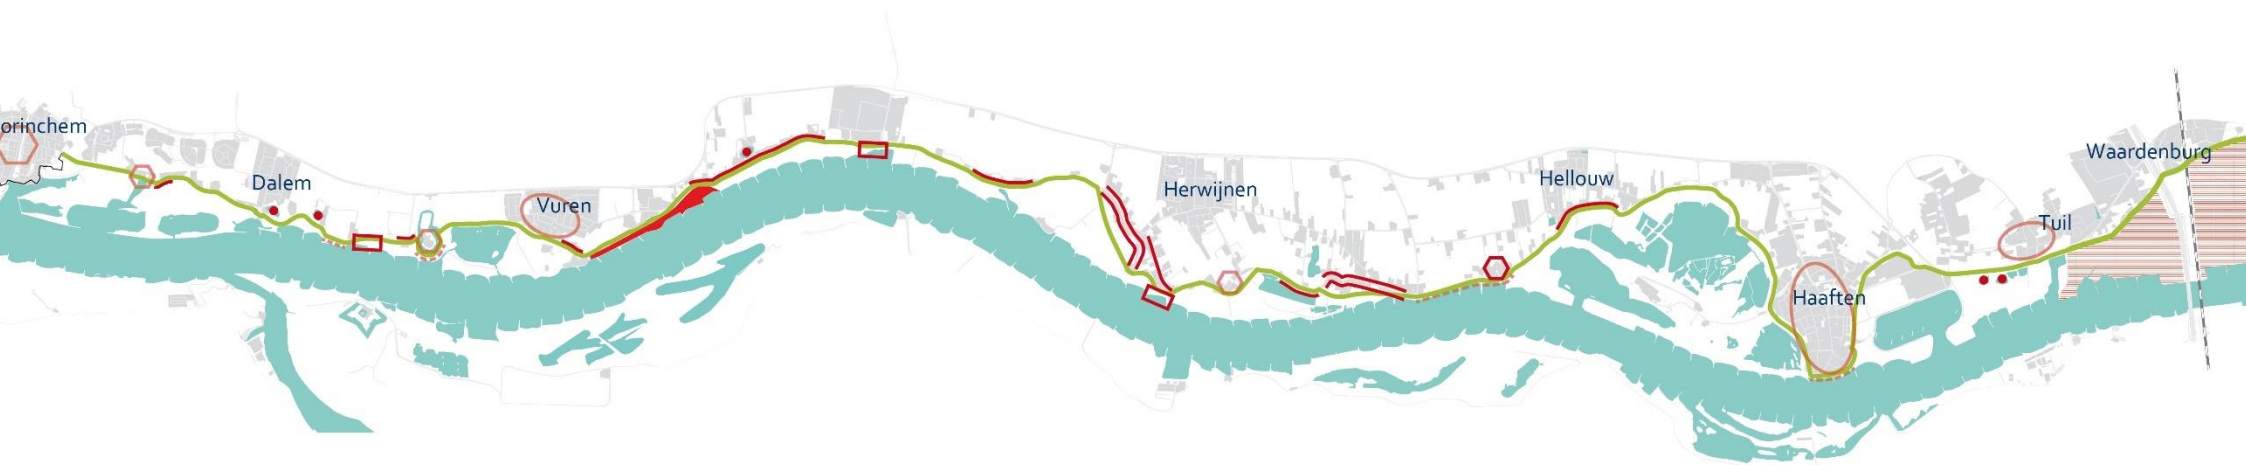 orinchem
Dalem
Vuren
Herwijnen
Hellouw
Haaften
Tuil
Waardenburg